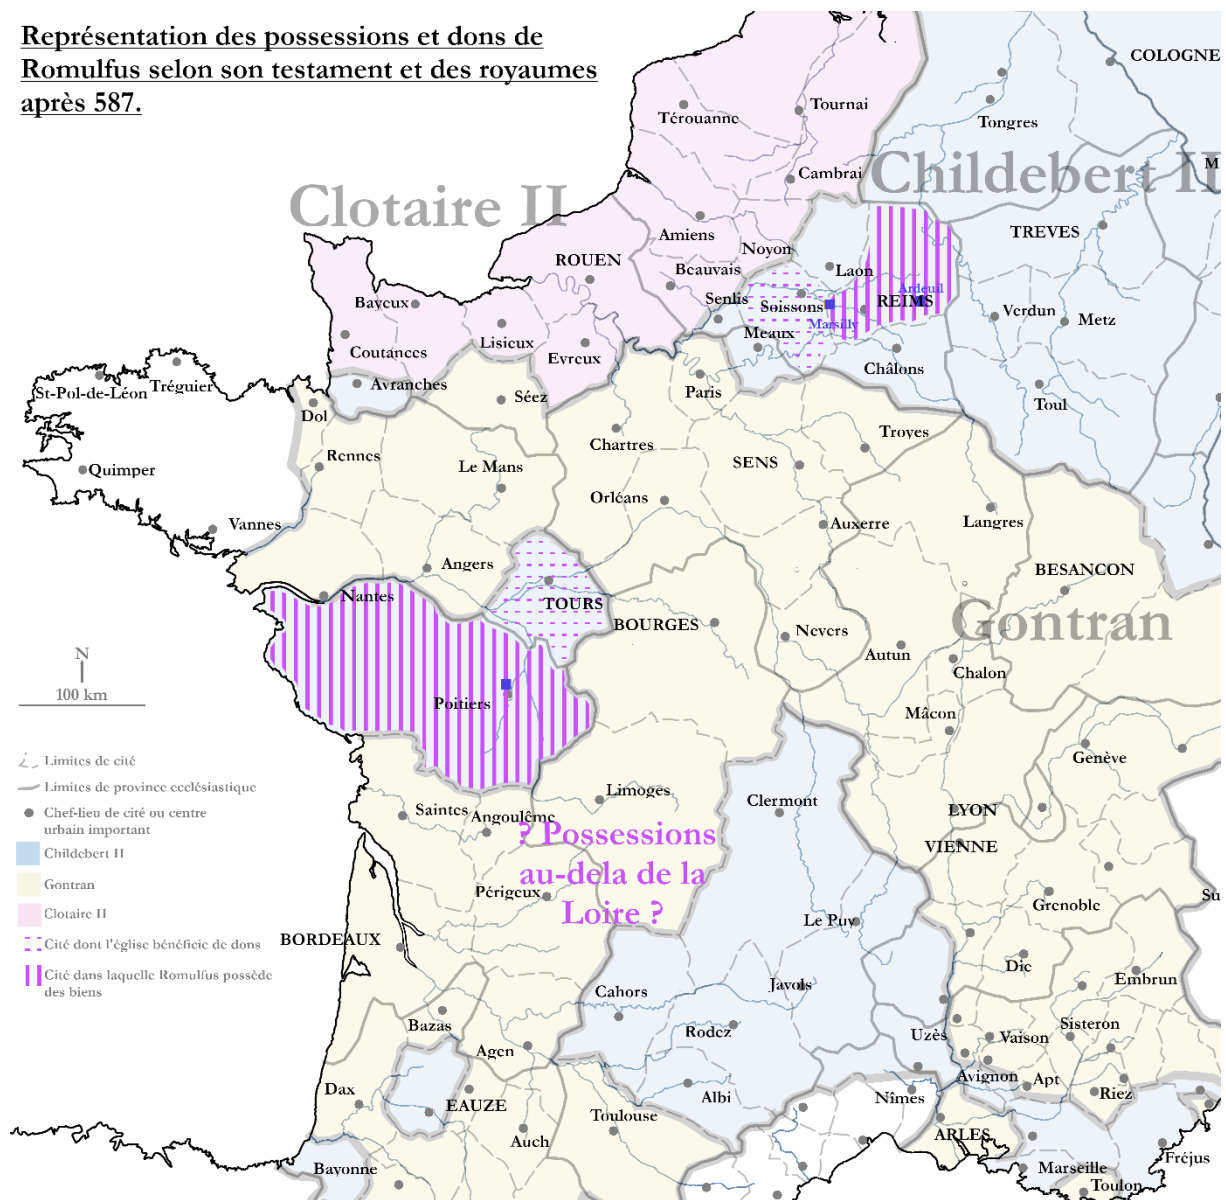 Représentation des possessions et dons de
Romulfus selon son testament et des royaumes
après 587.
COLOGNE
Tournai
Térouanne
Tongres
Childebert II
M
Cambrai
Clotaire II
Amiens
TREVES
Noyon
ROUEN
Beauvais
Laon
Ardeuil
Senlis
Soissons
REIMS
Bayeux
Verdun
Metz
Marsilly
Meaux
Lisieux
Coutances
Evreux
Châlons
Avranches
St-Pol-de-Léon
Tréguier
Séez
Paris
Toul
Dol
Troyes
Chartres
Rennes
Le Mans
SENS
Quimper
Orléans
Vannes
Auxerre
Langres
Angers
BESANCON
Nantes
TOURS
BOURGES
Nevers
Gontran
Autun
N
Chalon
100 km
Poitiers
Mâcon
Limites de cité
Genève
Limites de province ecclésiastique
Limoges
Clermont
Chef-lieu de cité ou centre
urbain important
Saintes
Angoulême
LYON
? Possessions
au-dela de la
Loire ?
VIENNE
Childebert II
Gontran
Périgueux
Grenoble
Su
Clotaire II
Le Puy
BORDEAUX
Cité dont l'église bénéficie de dons
Cité dans laquelle Romulfus possède
des biens
Die
Embrun
Cahors
Javols
Bazas
Rodez
Uzès
Vaison
Sisteron
Agen
Avignon
Apt
Dax
Riez
EAUZE
Toulouse
Albi
Nîmes
Auch
ARLES
Fréjus
Bayonne
Marseille
Toulon